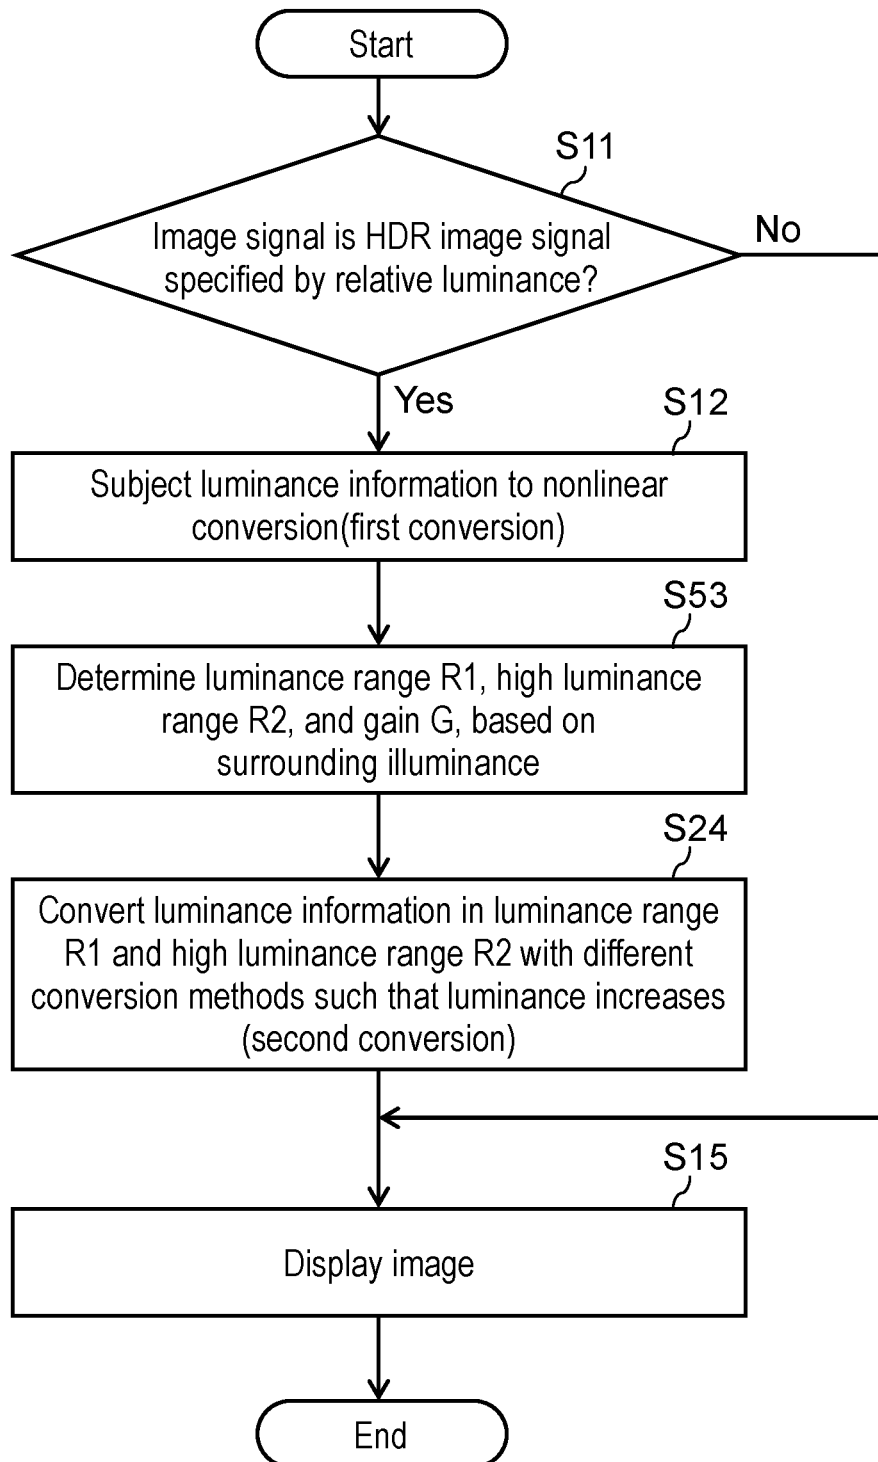 Start
S11
Image signal is HDR image signal
specified by relative luminance?
No
Yes
S12
Subject luminance information to nonlinear
conversion(first conversion)
S53
Determine luminance range R1, high luminance
range R2, and gain G, based on
surrounding illuminance
S24
Convert luminance information in luminance range
R1 and high luminance range R2 with different
conversion methods such that luminance increases
(second conversion)
S15
Display image
End